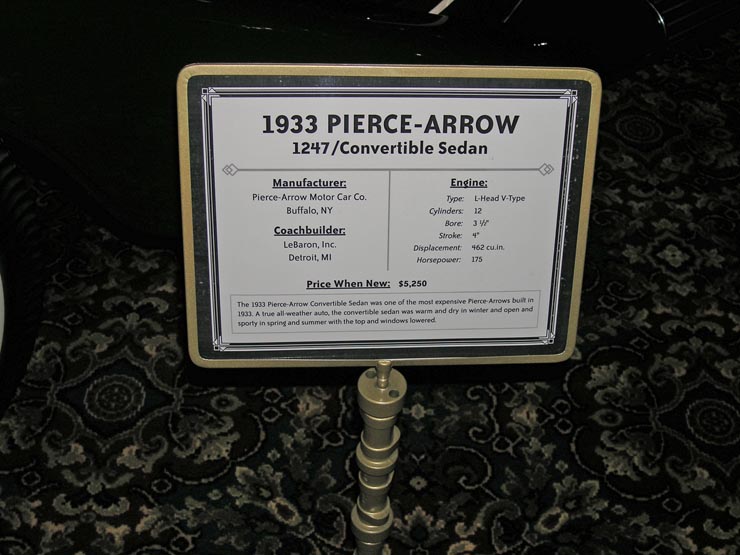 1933 PIERCE-ARROW
1247/Convertible Sedan
Manufacturer:
Pierce-Arrow Motor Car Co.
Buffalo, NY
Coachbuilder:
LeBaron, Inc.
Detroit, MI
Engine:
Type: L-Head V-Type
Cylinders: 12
Bore: 3 ½"
Stroke: 4"
Displacement: 462 cu.in.
Horsepower: 175
Price When New: $5,250
The 1933 Pierce-Arrow Convertible Sedan was one of the most expensive Pierce-Arrows built in
1933. A true all-weather auto, the convertible sedan was warm and dry in winter and open and
sporty in spring and summer with the top and windows lowered.